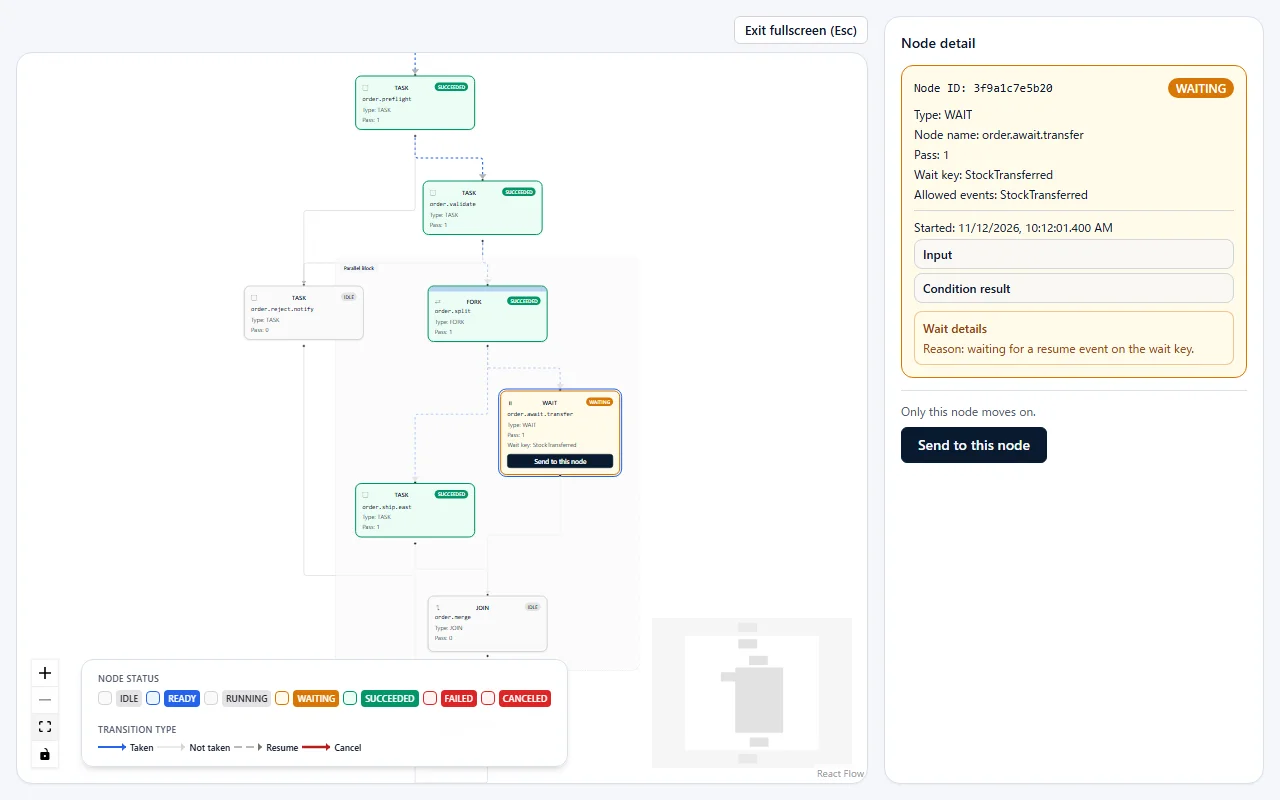 Exit fullscreen (Esc)
TASK
SUCCEEDED
order.preflight
Type: TASK
Pass: 1
TASK
SUCCEEDED
order.validate
Type: TASK
Pass: 1
Parallel Block
TASK
IDLE
order.reject.notify
Type: TASK
Pass: 0
FORK
SUCCEEDED
order.split
Type: FORK
Pass: 1
WAIT
WAITING
order.await.transfer
Type: WAIT
Pass: 1
Wait key: StockTransferred
Send to this node
TASK
SUCCEEDED
order.ship.east
Type: TASK
Pass: 1
JOIN
IDLE
order.merge
Type: JOIN
Pass: 0
NODE STATUS
IDLE READY RUNNING WAITING SUCCEEDED FAILED CANCELED
TRANSITION TYPE
Taken Not taken Resume Cancel
React Flow
Node detail
Node ID: 3f9a1c7e5b20
WAITING
Type: WAIT
Node name: order.await.transfer
Pass: 1
Wait key: StockTransferred
Allowed events: StockTransferred
Started: 11/12/2026, 10:12:01.400 AM
Input
Condition result
Wait details
Reason: waiting for a resume event on the wait key.
Only this node moves on.
Send to this node